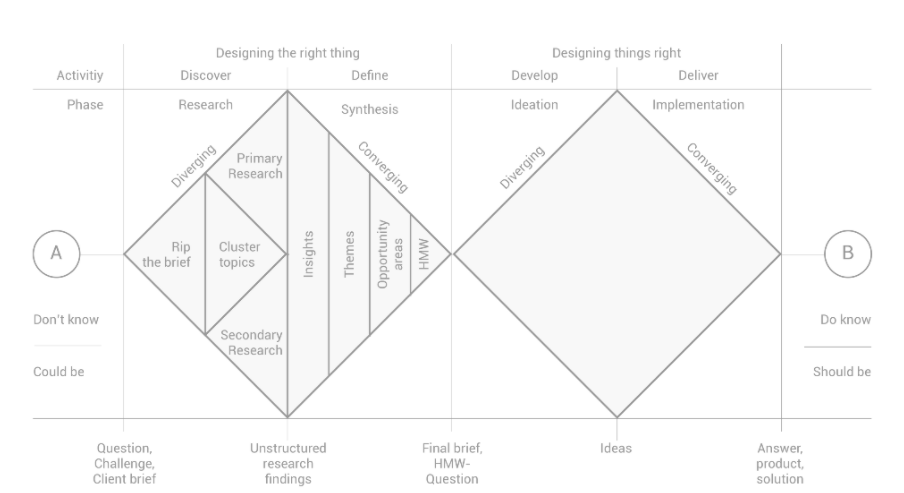 Designing the right thing
Designing things right
Activitiy
Discover
Define
Develop
Deliver
Phase
Research
Synthesis
Ideation
Implementation
Diverging
Primary
Research
Converging
Diverging
Converging
A
Rip
the brief
Cluster
topics
Insights
Themes
Opportunity
areas
HMW
B
Secondary
Research
Don't know
Could be
Do know
Should be
Question,
Challenge,
Client brief
Unstructured
research
findings
Final brief,
HMW-
Question
Ideas
Answer,
product,
solution